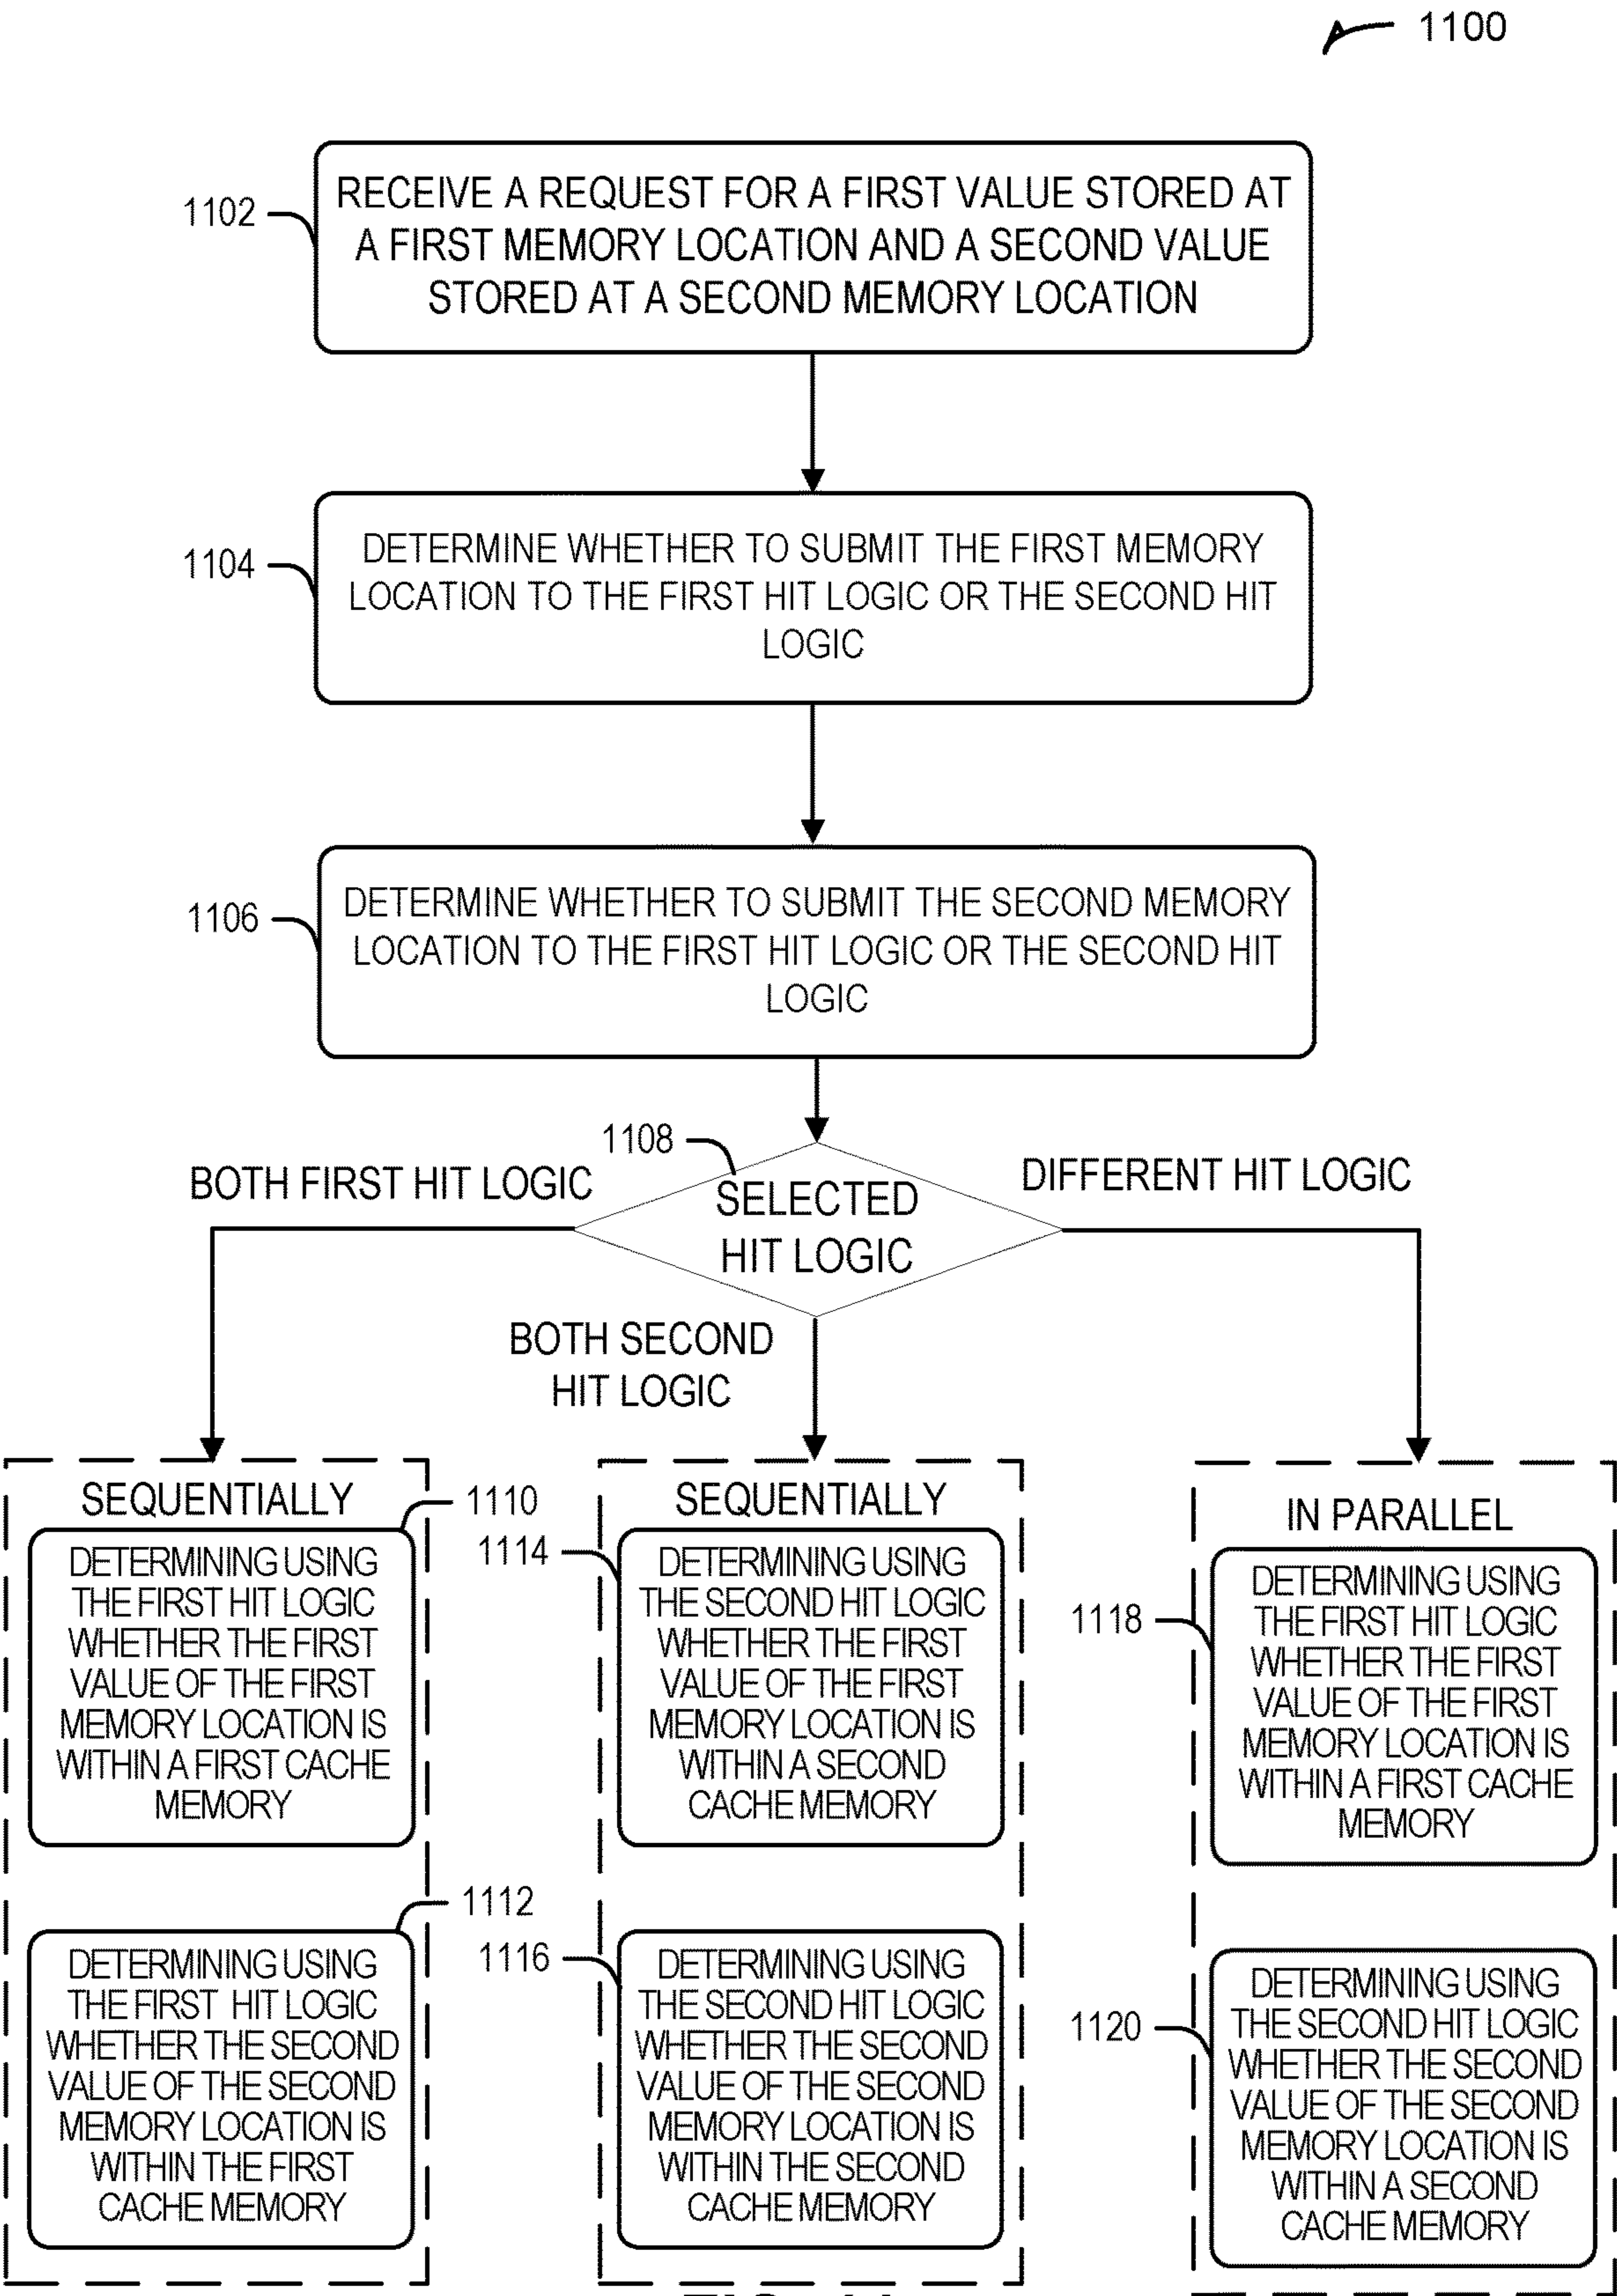 1100
1102
RECEIVE A REQUEST FOR A FIRST VALUE STORED AT
A FIRST MEMORY LOCATION AND A SECOND VALUE
STORED AT A SECOND MEMORY LOCATION
1104
DETERMINE WHETHER TO SUBMIT THE FIRST MEMORY
LOCATION TO THE FIRST HIT LOGIC OR THE SECOND HIT
LOGIC
1106
DETERMINE WHETHER TO SUBMIT THE SECOND MEMORY
LOCATION TO THE FIRST HIT LOGIC OR THE SECOND HIT
LOGIC
1108
SELECTED
HIT LOGIC
BOTH FIRST HIT LOGIC
BOTH SECOND
HIT LOGIC
DIFFERENT HIT LOGIC
SEQUENTIALLY
1110
DETERMINING USING
THE FIRST HIT LOGIC
WHETHER THE FIRST
VALUE OF THE FIRST
MEMORY LOCATION IS
WITHIN A FIRST CACHE
MEMORY
1112
DETERMINING USING
THE FIRST HIT LOGIC
WHETHER THE SECOND
VALUE OF THE SECOND
MEMORY LOCATION IS
WITHIN THE FIRST
CACHE MEMORY
SEQUENTIALLY
1114
DETERMINING USING
THE SECOND HIT LOGIC
WHETHER THE FIRST
VALUE OF THE FIRST
MEMORY LOCATION IS
WITHIN A SECOND
CACHE MEMORY
1116
DETERMINING USING
THE SECOND HIT LOGIC
WHETHER THE SECOND
VALUE OF THE SECOND
MEMORY LOCATION IS
WITHIN THE SECOND
CACHE MEMORY
IN PARALLEL
1118
DETERMINING USING
THE FIRST HIT LOGIC
WHETHER THE FIRST
VALUE OF THE FIRST
MEMORY LOCATION IS
WITHIN A FIRST CACHE
MEMORY
1120
DETERMINING USING
THE SECOND HIT LOGIC
WHETHER THE SECOND
VALUE OF THE SECOND
MEMORY LOCATION IS
WITHIN A SECOND
CACHE MEMORY